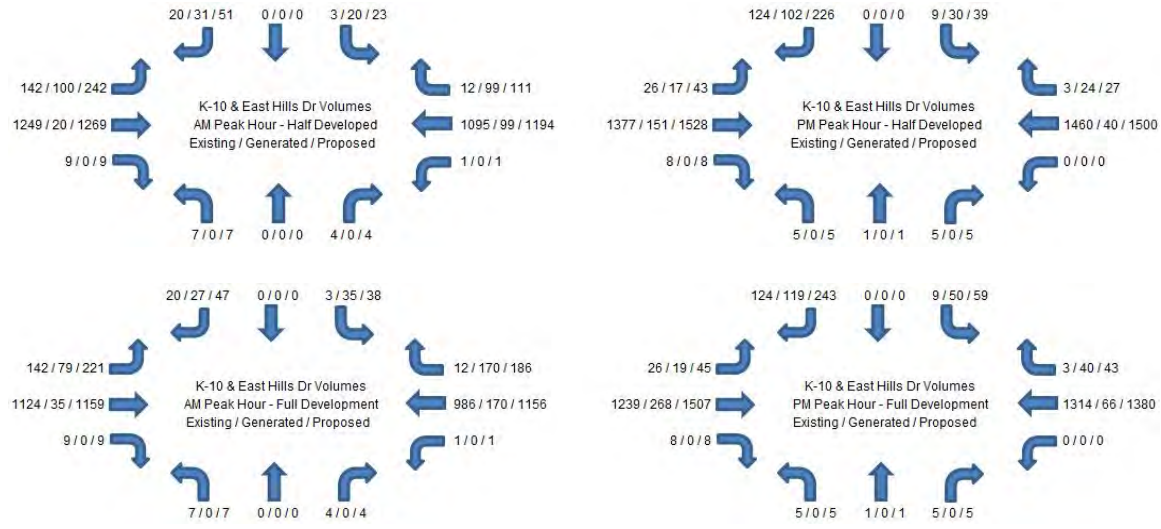 20 / 31 / 51 0 / 0 / 0 3 / 20 / 23
142 / 100 / 242 12 / 99 / 111
K-10 & East Hills Dr Volumes
1249 / 20 / 1269 AM Peak Hour - Half Developed 1095 / 99 / 1194
Existing / Generated / Proposed
9 / 0 / 9 1 / 0 / 1
7 / 0 / 7 0 / 0 / 0 4 / 0 / 4
124 / 102 / 226 0 / 0 / 0 9 / 30 / 39
26 / 17 / 43 3 / 24 / 27
K-10 & East Hills Dr Volumes
1377 / 151 / 1528 PM Peak Hour - Half Developed 1460 / 40 / 1500
Existing / Generated / Proposed
8 / 0 / 8 0 / 0 / 0
5 / 0 / 5 1 / 0 / 1 5 / 0 / 5
20 / 27 / 47 0 / 0 / 0 3 / 35 / 38
142 / 79 / 221 12 / 170 / 186
K-10 & East Hills Dr Volumes
1124 / 35 / 1159 AM Peak Hour - Full Development 986 / 170 / 1156
Existing / Generated / Proposed
9 / 0 / 9 1 / 0 / 1
7 / 0 / 7 0 / 0 / 0 4 / 0 / 4
124 / 119 / 243 0 / 0 / 0 9 / 50 / 59
26 / 19 / 45 3 / 40 / 43
K-10 & East Hills Dr Volumes
1239 / 268 / 1507 PM Peak Hour - Full Development 1314 / 66 / 1380
Existing / Generated / Proposed
8 / 0 / 8 0 / 0 / 0
5 / 0 / 5 1 / 0 / 1 5 / 0 / 5